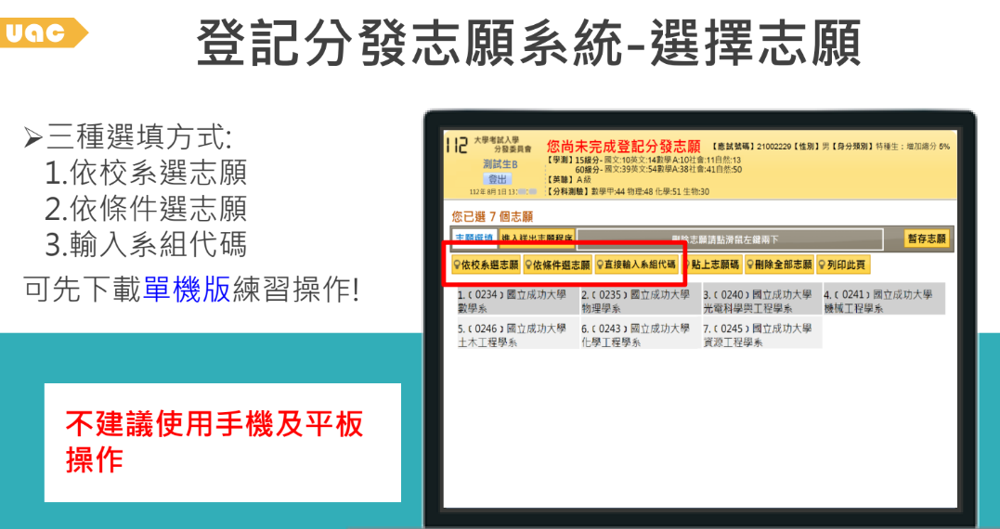 uac
登記分發志願系統-選擇志願
➢三種選填方式:
1.依校系選志願
2.依條件選志願
3.輸入系組代碼
可先下載單機版練習操作!
不建議使用手機及平板
操作
112 大學考試入學
分發委員會
測試生B
登出
112年 8月 1日 13:
您尚未完成登記分發志願 【應試號碼】21002229【性別】男【身分類別】特種生：增加總分 5%
【學測】15級分- 國文:10英文:14數學A:10社會:11自然:13
60級分- 國文:39英文:54數學A:38社會:41自然:50
【英聽】A 級
【分科測驗】數學甲:44 物理:48 化學:51 生物:30
您已選 7 個志願
志願選填 進入送出志願程序 刪除志願請點滑鼠左鍵兩下 暫存志願
依校系選志願 依條件選志願 直接輸入系組代碼 貼上志願碼 刪除全部志願 列印此頁
1.（0234）國立成功大學 2.（0235）國立成功大學 3.（0240）國立成功大學 4.（0241）國立成功大學
數學系 物理學系 光電科學與工程學系 機械工程學系
5.（0246）國立成功大學 6.（0243）國立成功大學 7.（0245）國立成功大學
土木工程學系 化學工程學系 資源工程學系